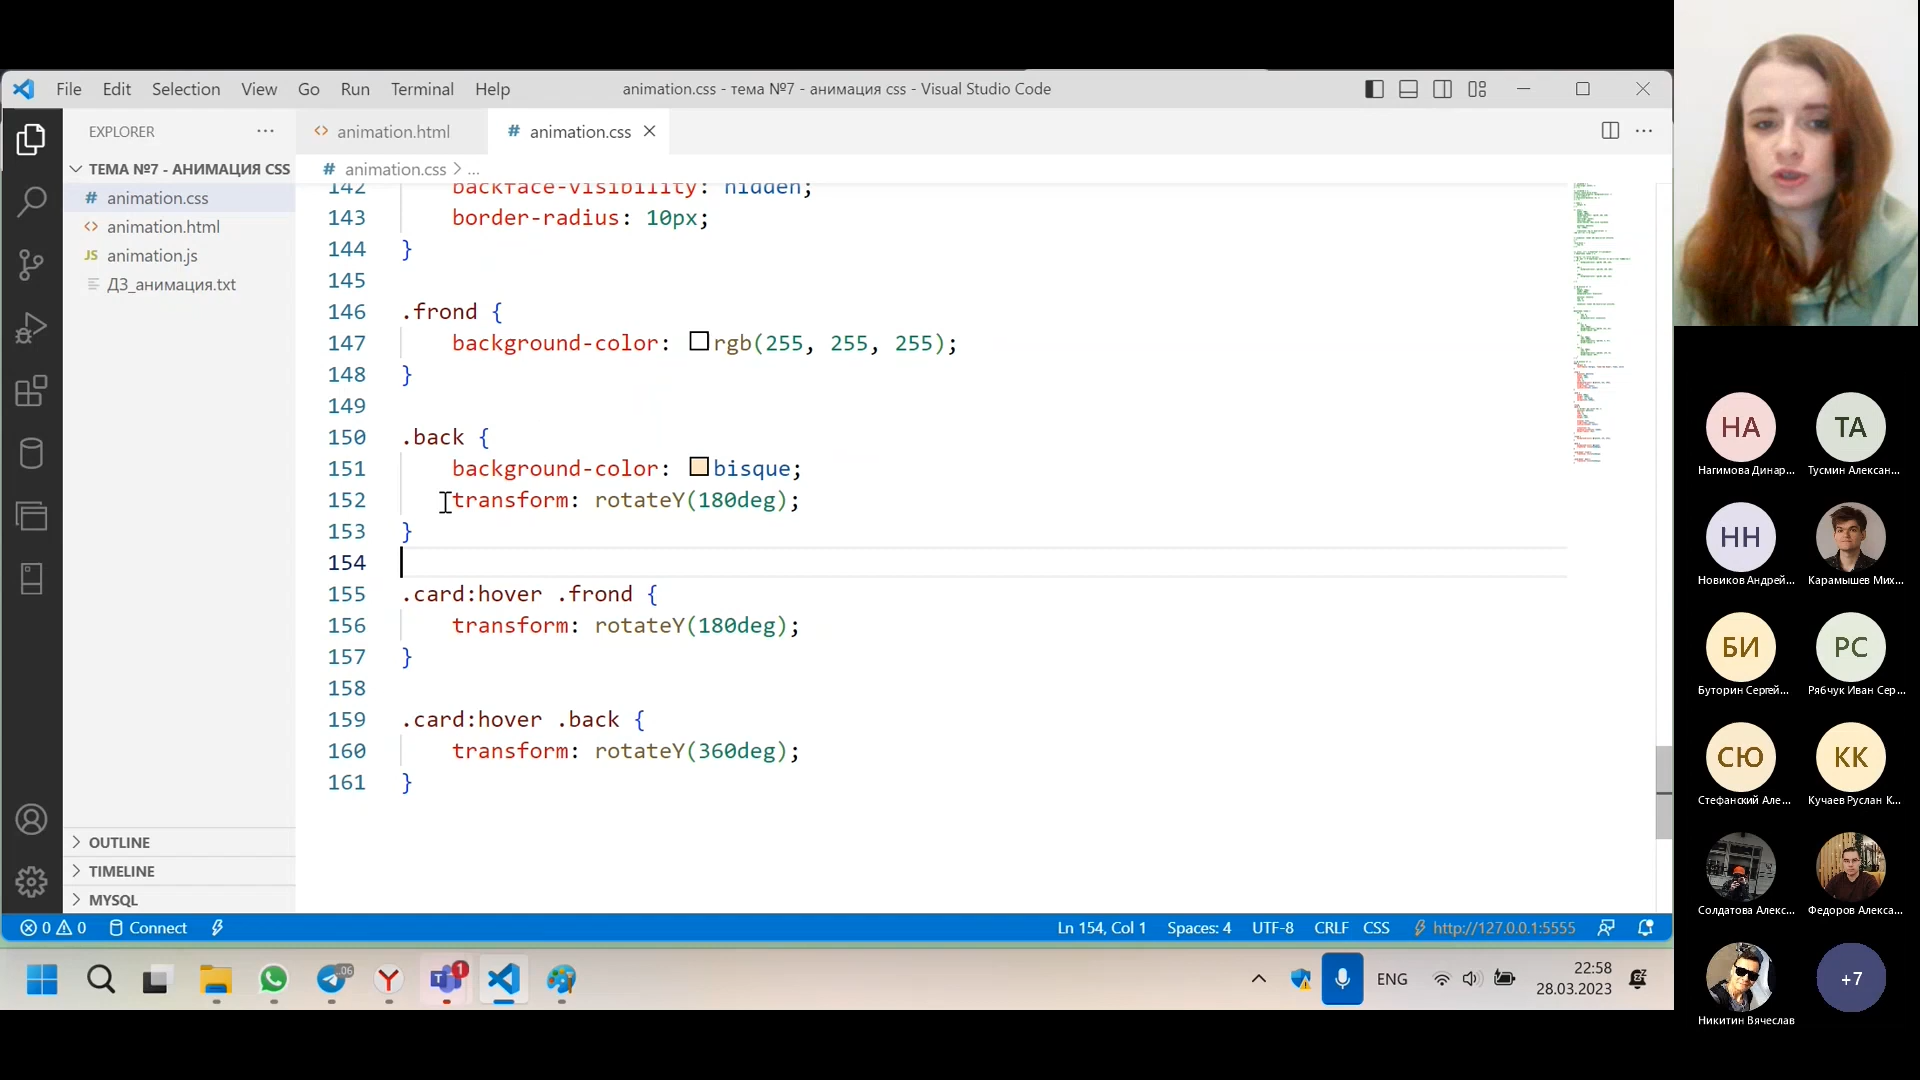 File Edit Selection View Go Run Terminal Help
animation.css - тема №7 - анимация css - Visual Studio Code
EXPLORER
animation.html
# animation.css
ТЕМА №7 - АНИМАЦИЯ CSS
# animation.css > ...
# animation.css
animation.html
JS animation.js
ДЗ_анимация.txt
142 backface-visibility: hidden;
143 border-radius: 10px;
144 }
145
146 .frond {
147 background-color: rgb(255, 255, 255);
148 }
149
150 .back {
151 background-color: bisque;
152 transform: rotateY(180deg);
153 }
154
155 .card:hover .frond {
156 transform: rotateY(180deg);
157 }
158
159 .card:hover .back {
160 transform: rotateY(360deg);
161 }
OUTLINE
TIMELINE
MYSQL
0 0 Connect
Ln 154, Col 1 Spaces: 4 UTF-8 CRLF CSS http://127.0.0.1:5555
.06
1
ENG
22:58
28.03.2023
НА ТА
Нагимова Динар... Тусмин Алексан...
НН
Новиков Андрей... Карамышев Мих...
БИ РС
Буторин Сергей... Рябчук Иван Сер...
СЮ КК
Стефанский Але... Кучаев Руслан К...
Солдатова Алекс... Федоров Алекса...
+7
Никитин Вячеслав